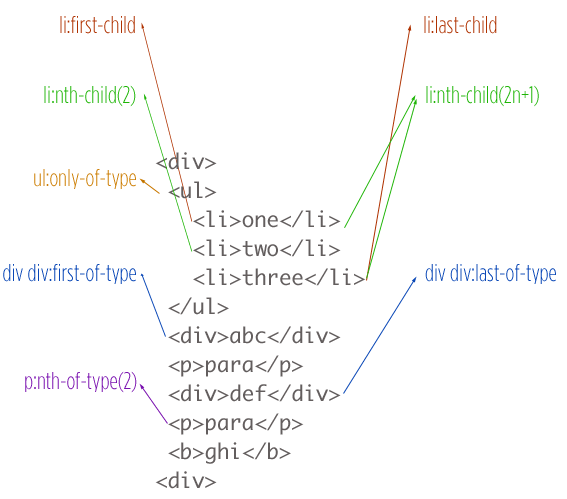 li:first-child
li:last-child
li:nth-child(2)
li:nth-child(2n+1)
<div>
ul:only-of-type
<ul>
<li>one</li>
<li>two</li>
div div:first-of-type
<li>three</li>
div div:last-of-type
</ul>
<div>abc</div>
<p>para</p>
p:nth-of-type(2)
<div>def</div>
<p>para</p>
<b>ghi</b>
<div>